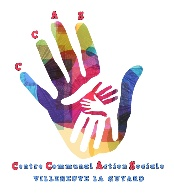 C C A S
Centre Communal Action Sociale
VILLENEUVE LA GUYARD